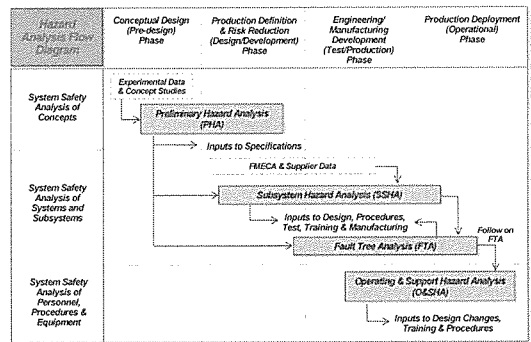 Hazard
Analysis Flow
Diagram
Conceptual Design
(Pre-design)
Phase
Production Definition
& Risk Reduction
(Design/Development)
Phase
Engineering/
Manufacturing
Development
(Test/Production)
Phase
Production Deployment
(Operational)
Phase
System Safety
Analysis of
Concepts
Experimental Data
& Concept Studies
Preliminary Hazard Analysis
(PHA)
Inputs to Specifications
System Safety
Analysis of
Systems and
Subsystems
FMECA & Supplier Data
Subsystem Hazard Analysis (SSHA)
Inputs to Design, Procedures,
Test, Training & Manufacturing
Fault Tree Analysis (FTA)
Follow on
FTA
System Safety
Analysis of
Personnel,
Procedures &
Equipment
Operating & Support Hazard Analysis
(O&SHA)
Inputs to Design Changes,
Training & Procedures